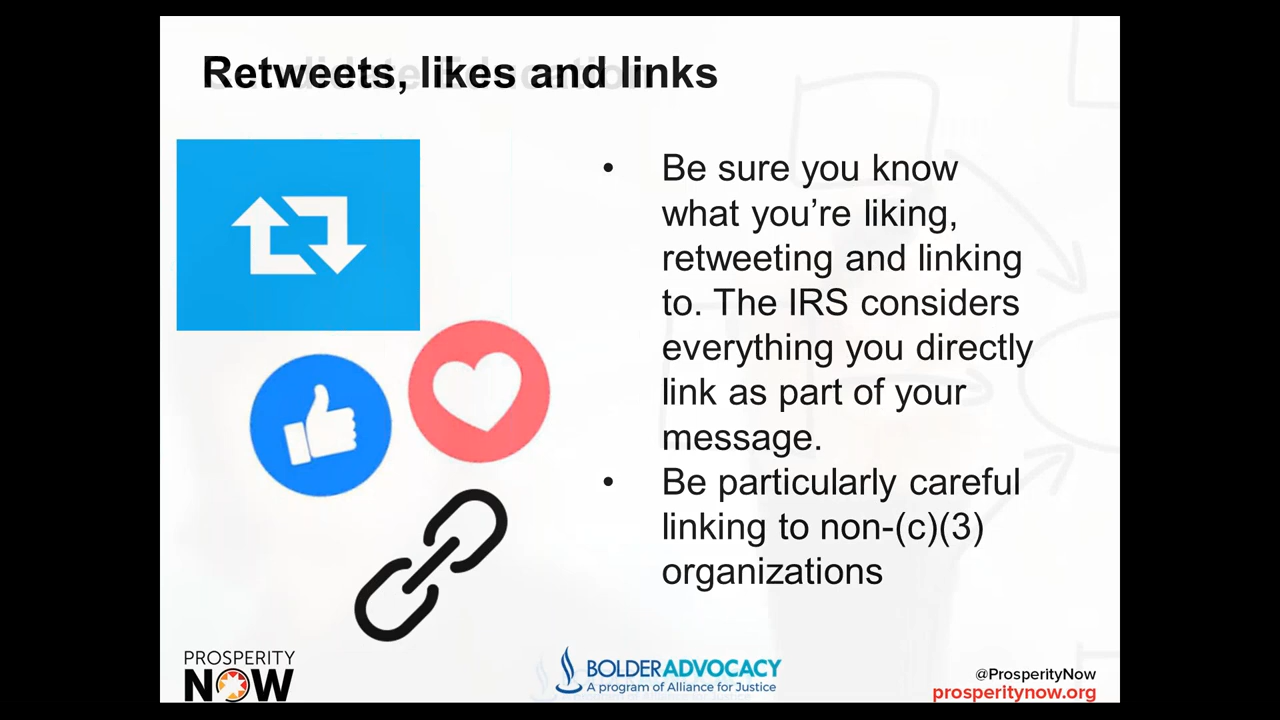 Retweets, likes and links
• Be sure you know
what you're liking,
retweeting and linking
to. The IRS considers
everything you directly
link as part of your
message.
• Be particularly careful
linking to non-(c)(3)
organizations
PROSPERITY
NOW
BOLDERADVOCACY
A program of Alliance for Justice
@ProsperityNow
prosperitynow.org